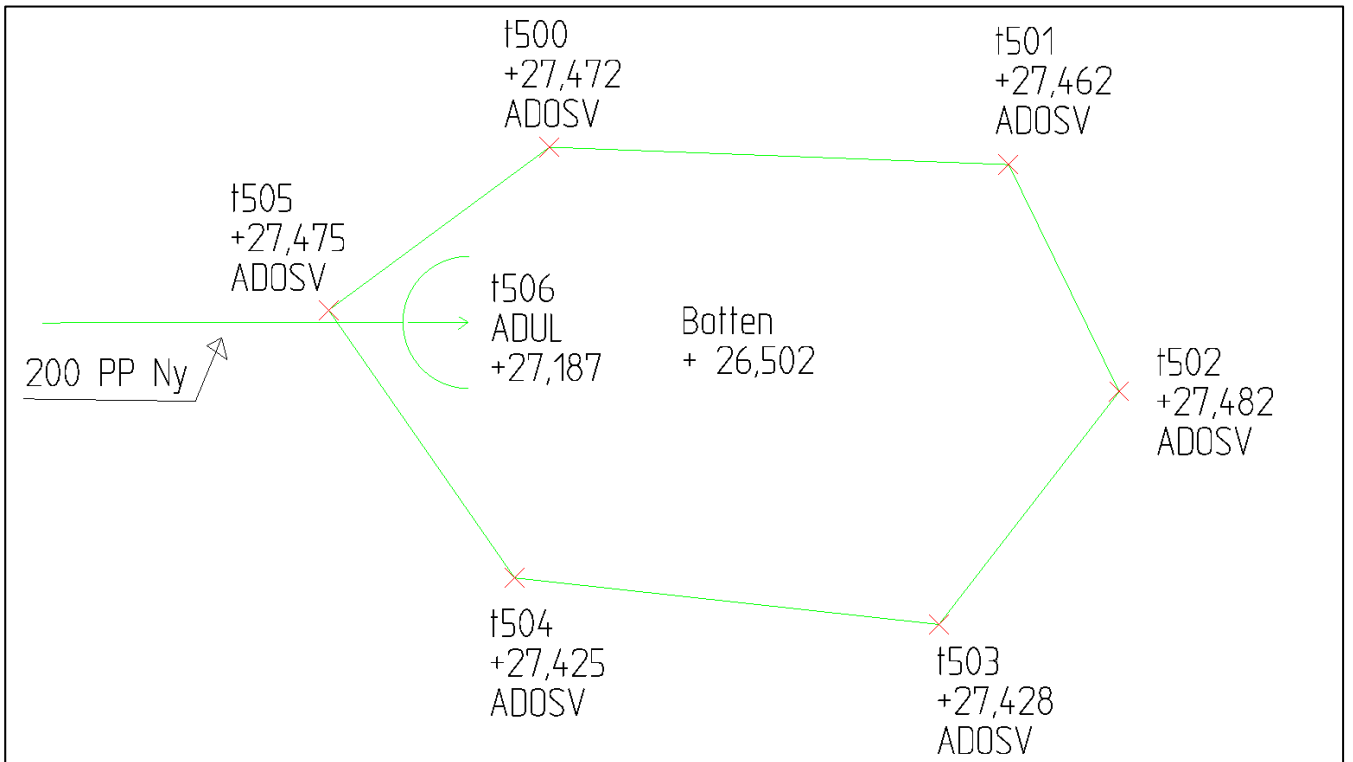 t500
+27,472
ADOSV
t501
+27,462
ADOSV
t505
+27,475
ADOSV
t506
ADUL
+27,187
Botten
+ 26,502
200 PP Ny
t502
+27,482
ADOSV
t504
+27,425
ADOSV
t503
+27,428
ADOSV